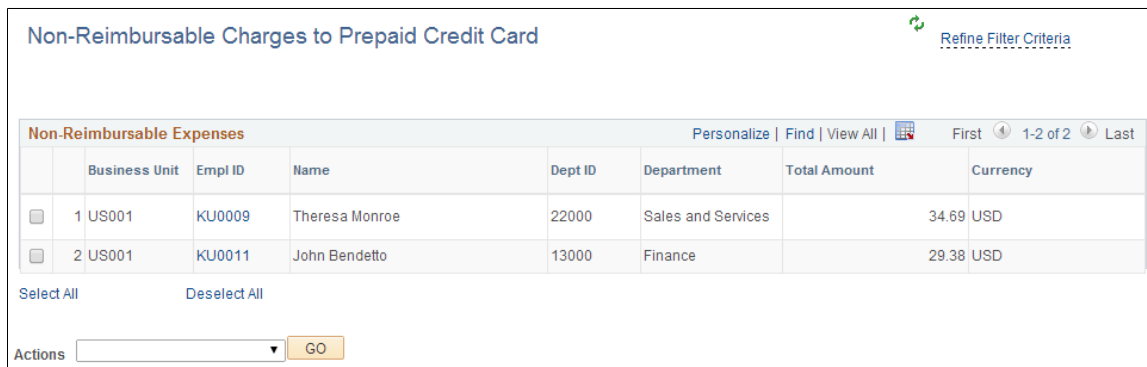 Non-Reimbursable Charges to Prepaid Credit Card
Refine Filter Criteria
Non-Reimbursable Expenses Personalize | Find | View All | First 1-2 of 2 Last
Business Unit Empl ID Name Dept ID Department Total Amount Currency
1 US001 KU0009 Theresa Monroe 22000 Sales and Services 34.69 USD
2 US001 KU0011 John Bendetto 13000 Finance 29.38 USD
Select All Deselect All
Actions GO